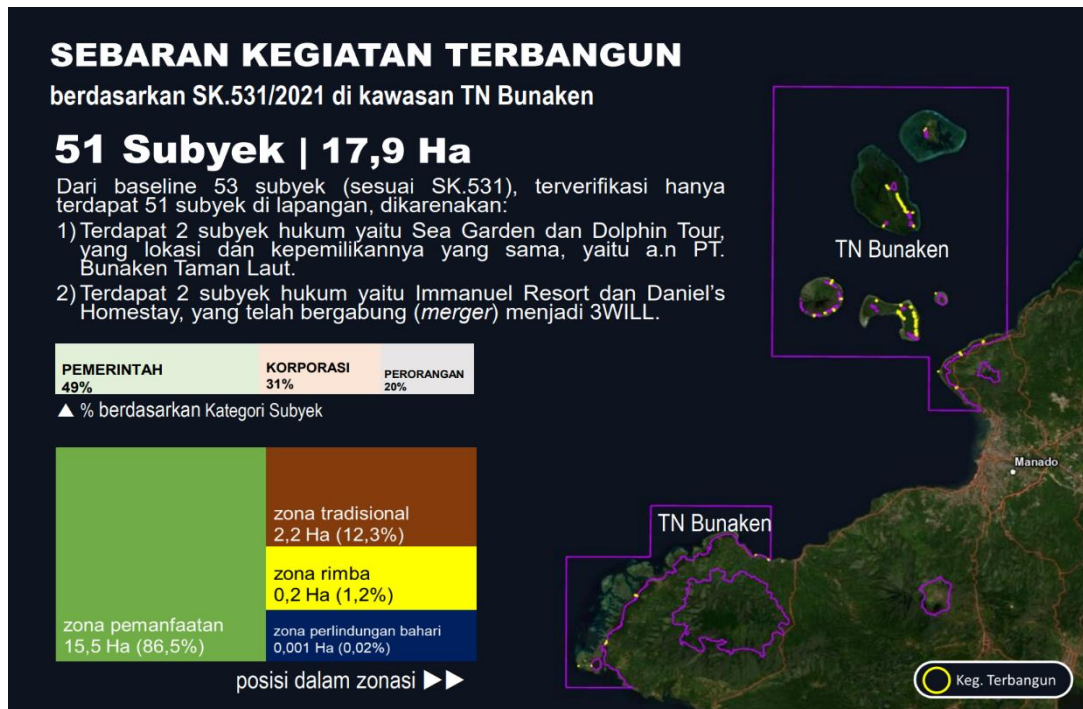 SEBARAN KEGIATAN TERBANGUN
berdasarkan SK.531/2021 di kawasan TN Bunaken
51 Subyek | 17,9 Ha
Dari baseline 53 subyek (sesuai SK.531), terverifikasi hanya
terdapat 51 subyek di lapangan, dikarenakan:
1) Terdapat 2 subyek hukum yaitu Sea Garden dan Dolphin Tour,
yang lokasi dan kepemilikannya yang sama, yaitu a.n PT.
Bunaken Taman Laut.
2) Terdapat 2 subyek hukum yaitu Immanuel Resort dan Daniel’s
Homestay, yang telah bergabung (merger) menjadi 3WILL.
PEMERINTAH
49%
KORPORASI
31%
PERORANGAN
20%
▲ % berdasarkan Kategori Subyek
zona pemanfaatan
15,5 Ha (86,5%)
zona tradisional
2,2 Ha (12,3%)
zona rimba
0,2 Ha (1,2%)
zona perlindungan bahari
0,001 Ha (0,02%)
posisi dalam zonasi ►►
TN Bunaken
Manado
TN Bunaken
Keg. Terbangun